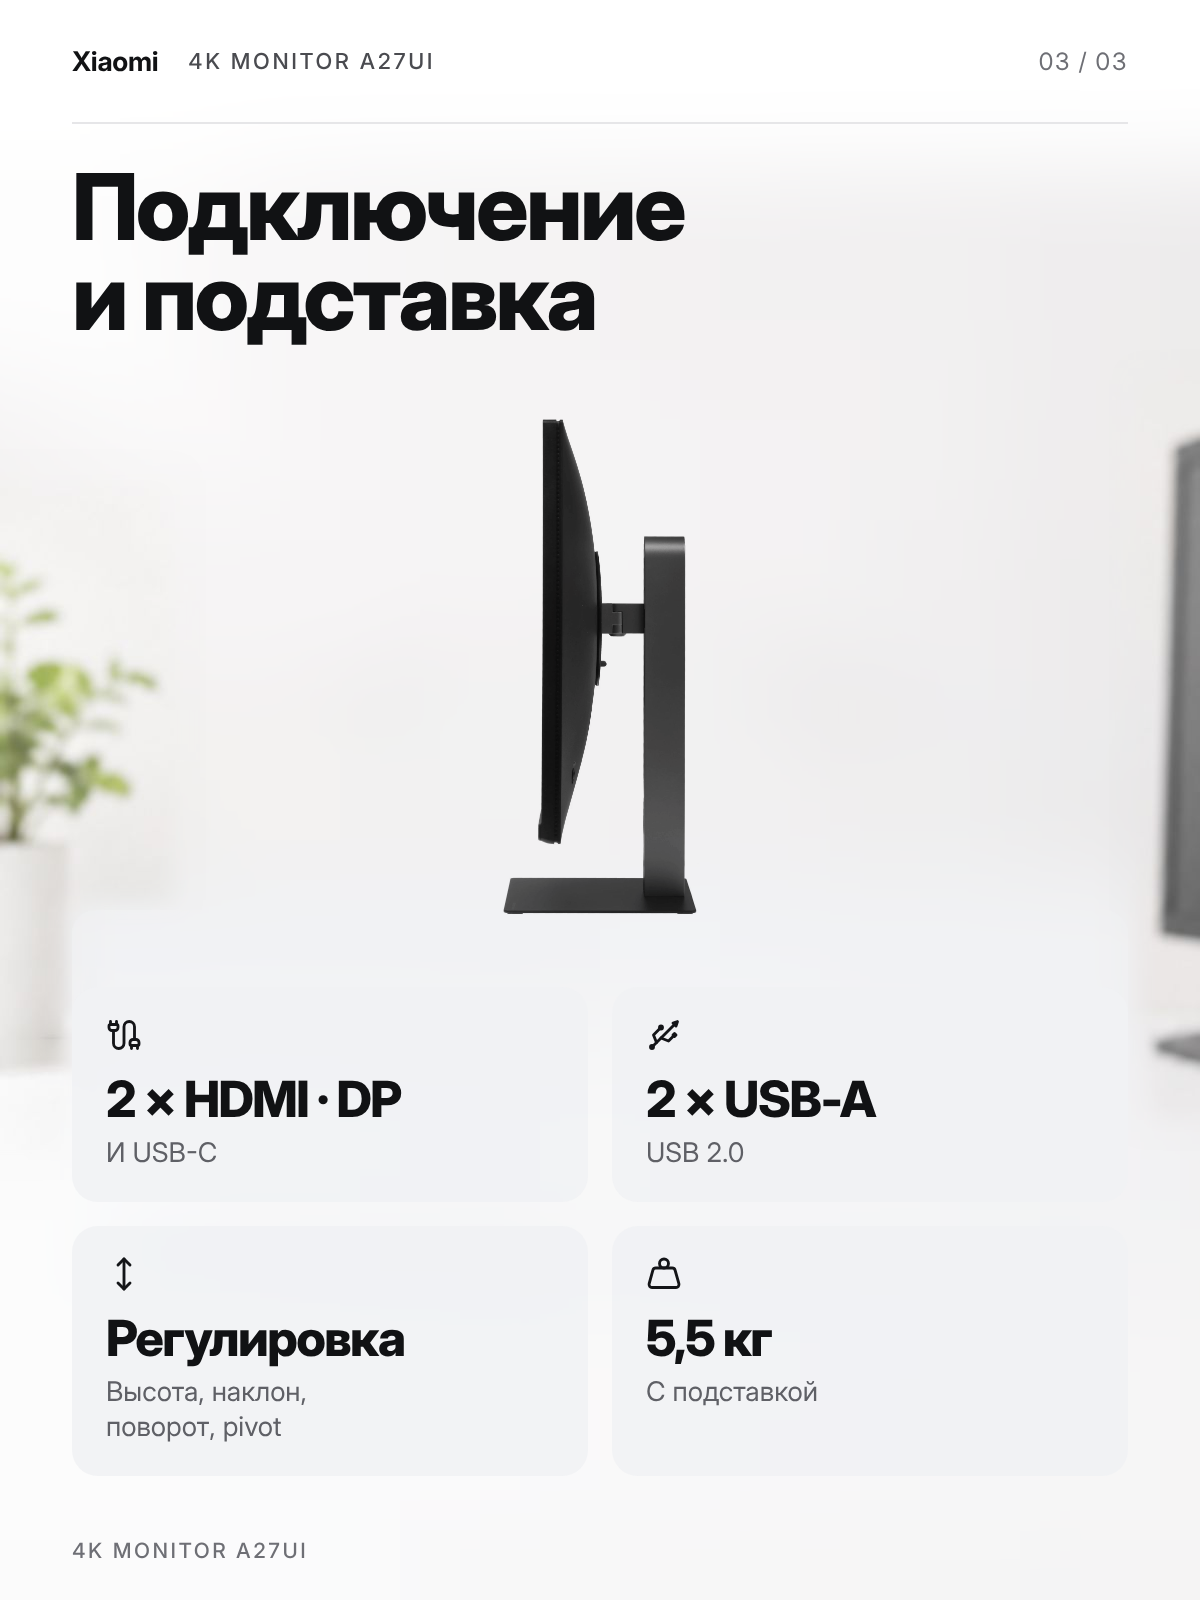 Xiaomi 4K MONITOR A27UI 03 / 03
Подключение
и подставка
2 × HDMI · DP
И USB-C
2 × USB-A
USB 2.0
Регулировка
Высота, наклон,
поворот, pivot
5,5 кг
С подставкой
4K MONITOR A27UI